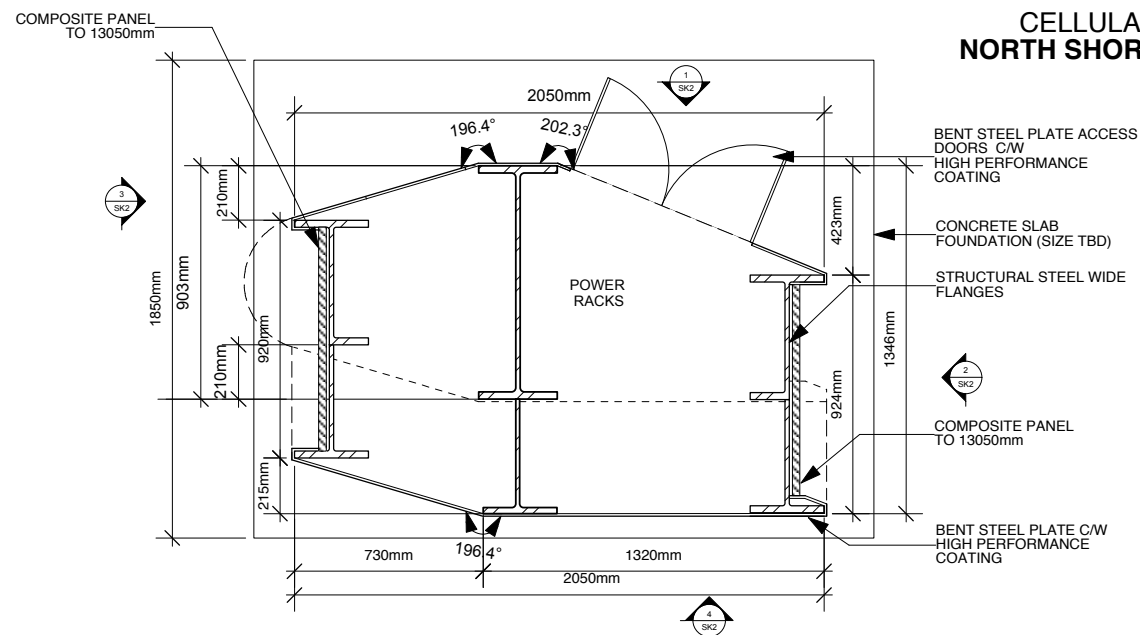 COMPOSITE PANEL
TO 13050mm
CELLULA
NORTH SHOR
1
SK2
2050mm
196.4°
202.3°
BENT STEEL PLATE ACCESS
DOORS C/W
HIGH PERFORMANCE
COATING
3
SK2
210mm
423mm
CONCRETE SLAB
FOUNDATION (SIZE TBD)
STRUCTURAL STEEL WIDE
FLANGES
POWER
RACKS
1850mm
903mm
920mm
210mm
1346mm
924mm
2
SK2
COMPOSITE PANEL
TO 13050mm
215mm
BENT STEEL PLATE C/W
HIGH PERFORMANCE
COATING
196.4°
730mm
1320mm
2050mm
4
SK2